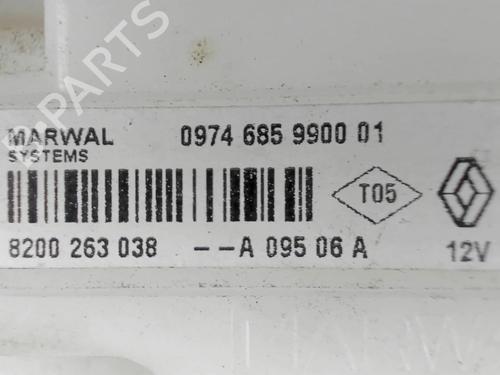 MARWAL 0974 685 9900 01
SYSTEMS
T05
8200 263 038 --A 095 06 A 12V
B-PARTS